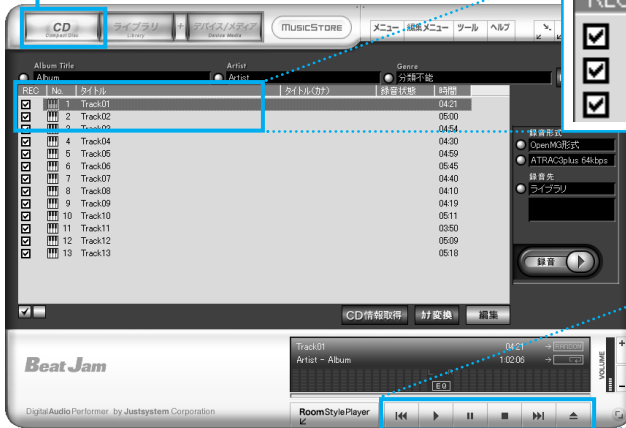 REC
CD
Compact Disc
ライブラリ
Library
+
デバイス/メディア
Device Media
MUSICSTORE
メニュー 編集メニュー ツール ヘルプ
Album Title
Artist
Genre
Album
Artist
分類不能
REC No. タイトル タイトル(カナ) 録音状態 時間
1 Track01 04:21
2 Track02 05:00
3 Track03 04:54
4 Track04 04:30
5 Track05 04:59
6 Track06 05:45
7 Track07 04:40
8 Track08 04:10
9 Track09 04:19
10 Track10 05:11
11 Track11 03:50
12 Track12 05:09
13 Track13 05:18
録音形式
OpenMG形式
ATRAC3plus 64kbps
録音先
ライブラリ
録音
CD情報取得 カナ変換 編集
Beat Jam
Track01 04:21 RANDOM
Artist - Album 1:02:06
EQ
VOLUME
+
-
Digital Audio Performer by Justsystem Corporation
RoomStylePlayer